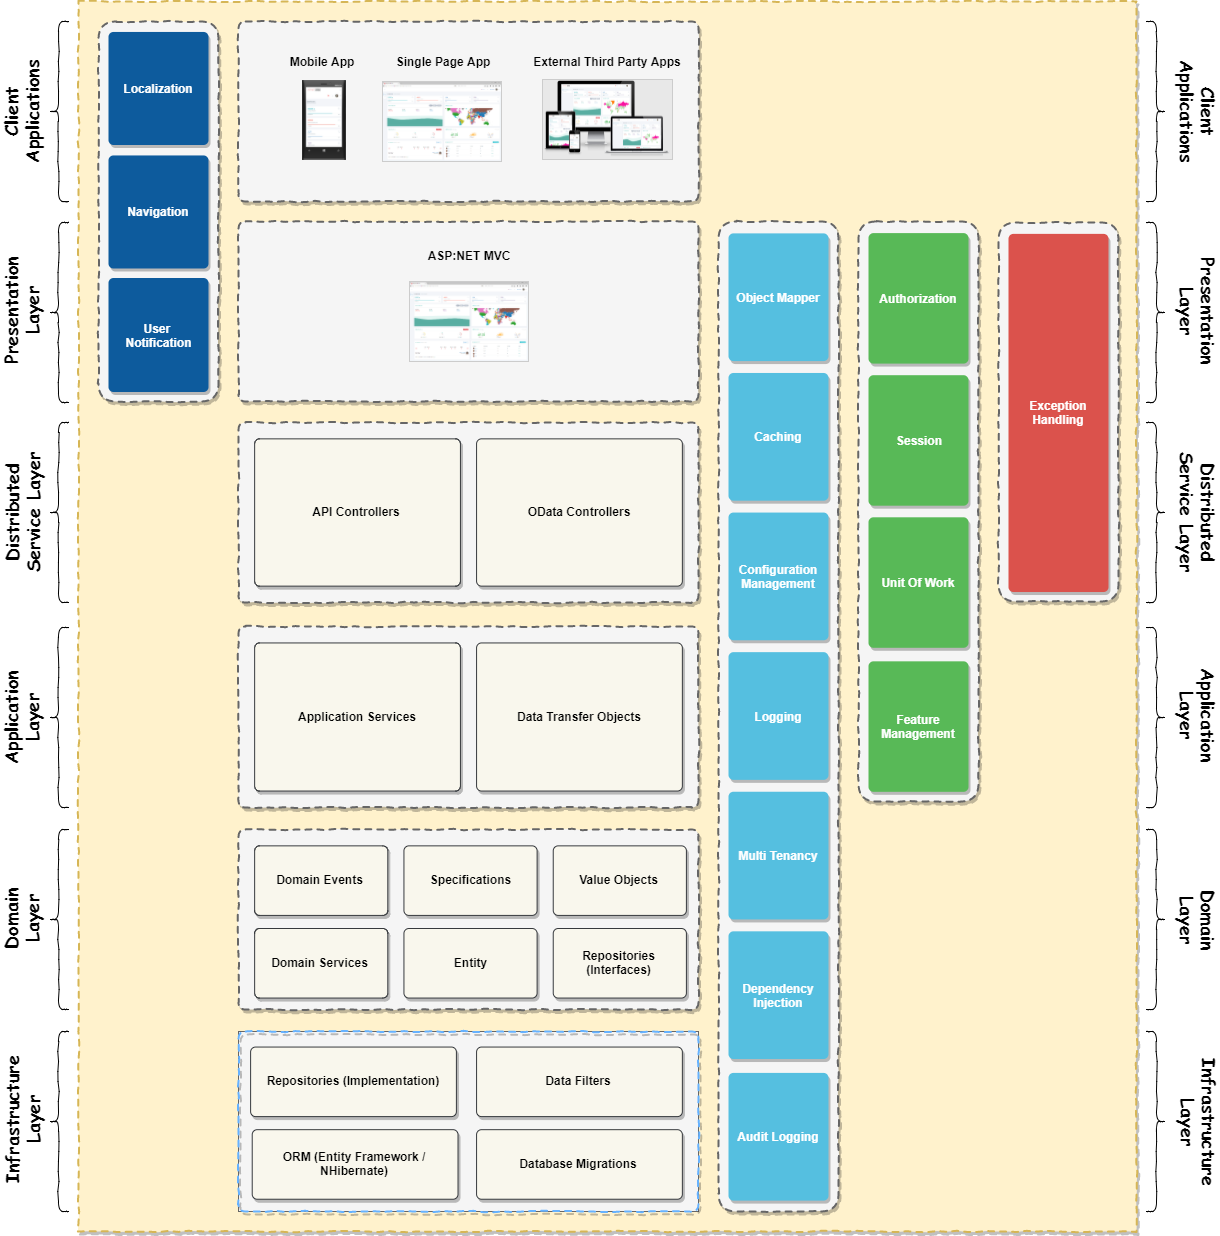 Client
Applications
Localization
Navigation
User
Notification
Mobile App
Single Page App
External Third Party Apps
Client
Applications
Presentation
Layer
ASP:NET MVC
Object Mapper
Caching
Configuration
Management
Logging
Multi Tenancy
Dependency
Injection
Audit Logging
Authorization
Session
Unit Of Work
Feature
Management
Exception
Handling
Presentation
Layer
Distributed
Service Layer
API Controllers
OData Controllers
Distributed
Service Layer
Application
Layer
Application Services
Data Transfer Objects
Application
Layer
Domain
Layer
Domain Events
Specifications
Value Objects
Domain Services
Entity
Repositories
(Interfaces)
Domain
Layer
Infrastructure
Layer
Repositories (Implementation)
Data Filters
ORM (Entity Framework /
NHibernate)
Database Migrations
Infrastructure
Layer